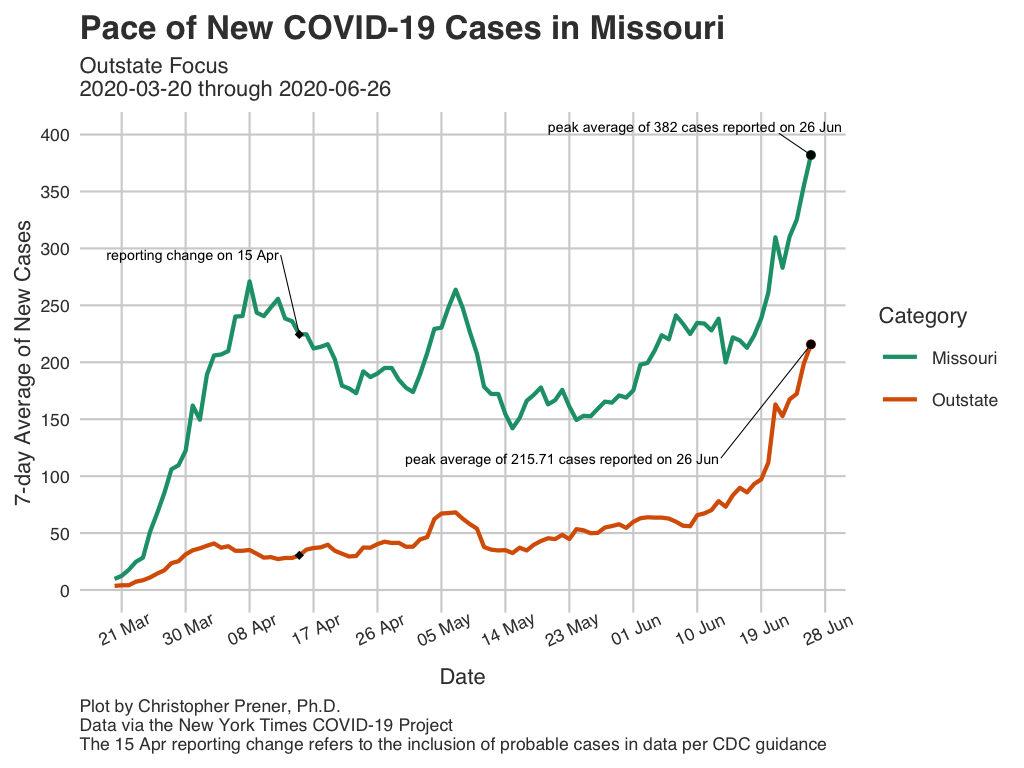 Pace of New COVID-19 Cases in Missouri
Outstate Focus
2020-03-20 through 2020-06-26
peak average of 382 cases reported on 26 Jun
reporting change on 15 Apr
peak average of 215.71 cases reported on 26 Jun
7-day Average of New Cases
400
350
300
250
200
150
100
50
0
21 Mar
30 Mar
08 Apr
17 Apr
26 Apr
05 May
14 May
23 May
01 Jun
10 Jun
19 Jun
28 Jun
Date
Category
Missouri
Outstate
Plot by Christopher Prener, Ph.D.
Data via the New York Times COVID-19 Project
The 15 Apr reporting change refers to the inclusion of probable cases in data per CDC guidance